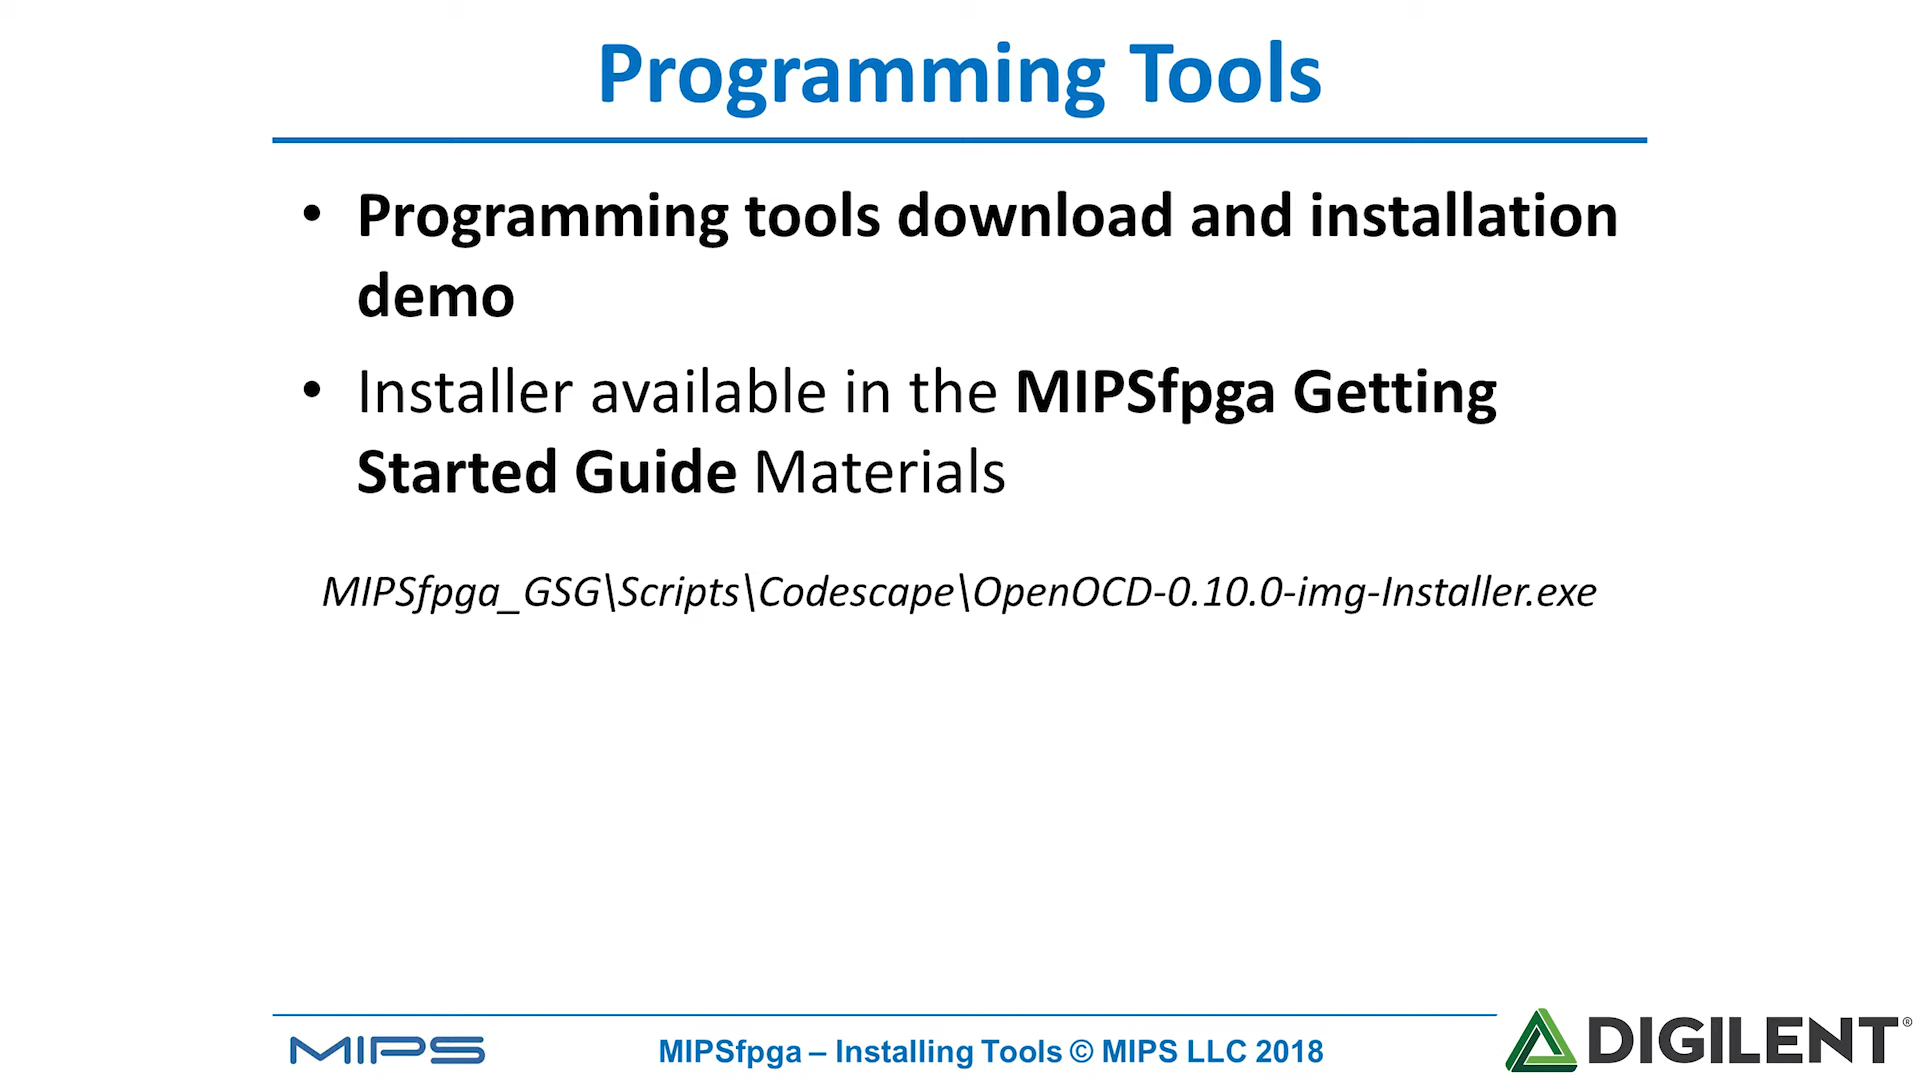 Programming Tools
• Programming tools download and installation
demo
• Installer available in the MIPSfpga Getting
Started Guide Materials
MIPSfpga_GSG\Scripts\Codescape\OpenOCD-0.10.0-img-Installer.exe
MIPS
MIPSfpga – Installing Tools © MIPS LLC 2018
DIGILENT®